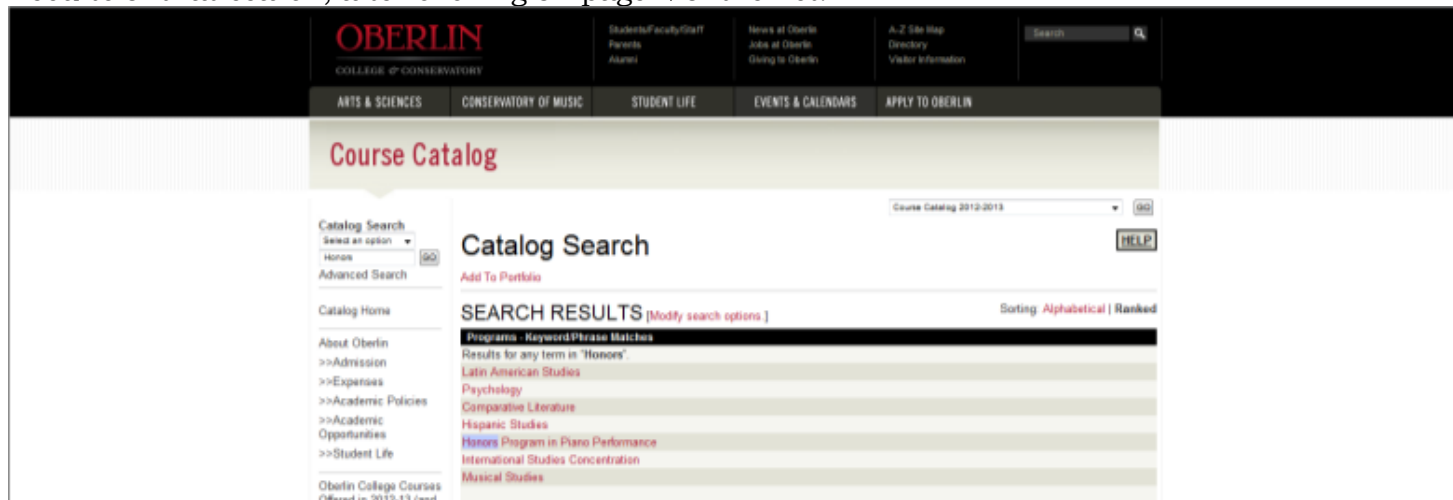 OBERLIN
COLLEGE & CONSERVATORY
Students/Faculty/Staff
Parents
Alumni
News at Oberlin
Jobs at Oberlin
Giving to Oberlin
A-Z Site Map
Directory
Visitor Information
Search
ARTS & SCIENCES CONSERVATORY OF MUSIC STUDENT LIFE EVENTS & CALENDARS APPLY TO OBERLIN
Course Catalog
Course Catalog 2012-2013 GO
Catalog Search
Select an option
Honors GO
Advanced Search
Catalog Home
About Oberlin
>>Admission
>>Expenses
>>Academic Policies
>>Academic
Opportunities
>>Student Life
Oberlin College Courses
Offered in 2012-13 (and
Catalog Search
HELP
Add To Portfolio
SEARCH RESULTS [Modify search options ]
Sorting: Alphabetical | Ranked
Programs - Keyword/Phrase Matches
Results for any term in "Honors".
Latin American Studies
Psychology
Comparative Literature
Hispanic Studies
Honors Program in Piano Performance
International Studies Concentration
Musical Studies